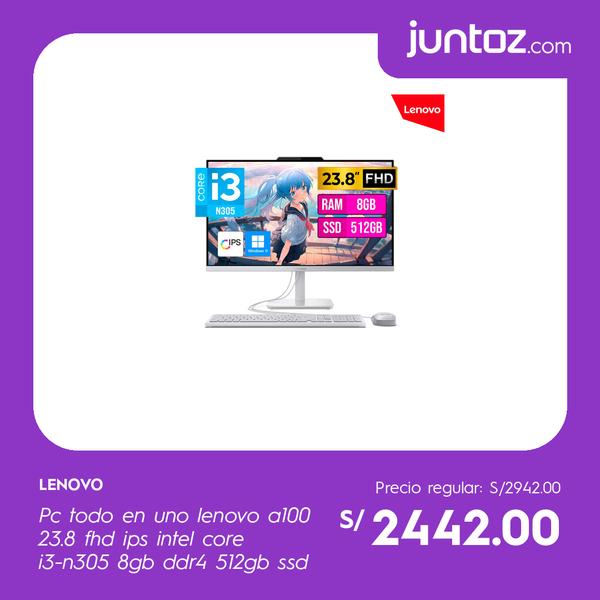 juntoz.com
Lenovo
CORE i3
N305
23.8" FHD
RAM 8GB
SSD 512GB
IPS
LENOVO
Pc todo en uno lenovo a100
23.8 fhd ips intel core
i3-n305 8gb ddr4 512gb ssd
Precio regular: S/2942.00
S/ 2442.00